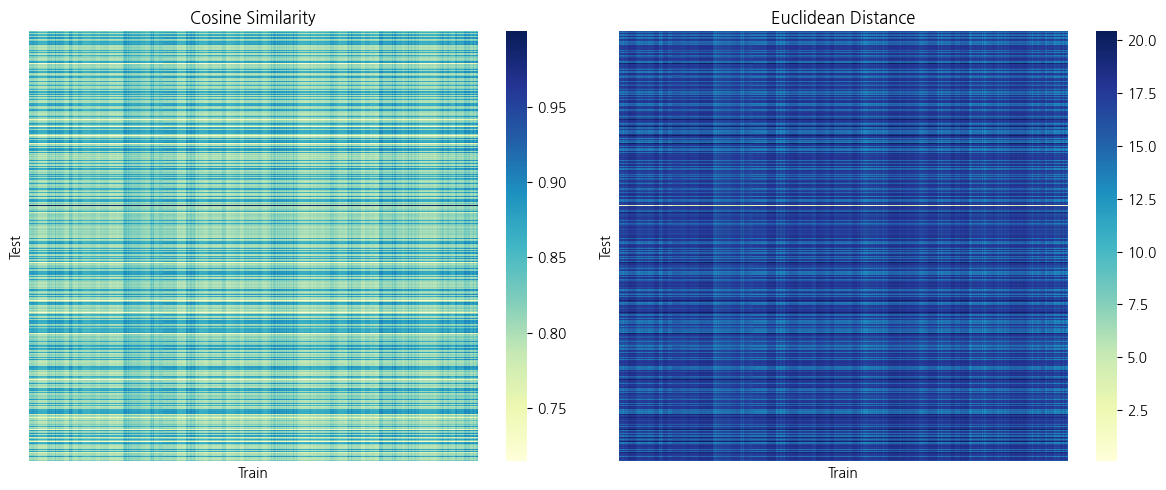 Cosine Similarity
Test
Train
0.95
0.90
0.85
0.80
0.75
Euclidean Distance
Test
Train
20.0
17.5
15.0
12.5
10.0
7.5
5.0
2.5